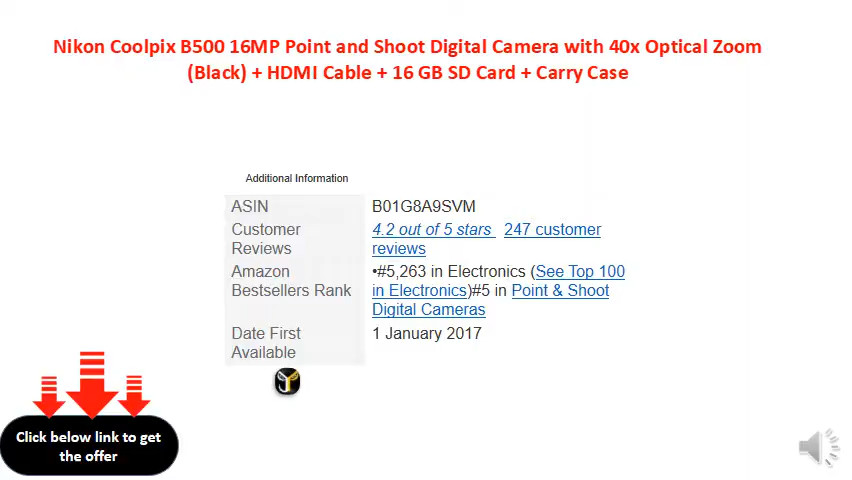 Nikon Coolpix B500 16MP Point and Shoot Digital Camera with 40x Optical Zoom
(Black) + HDMI Cable + 16 GB SD Card + Carry Case
Additional Information
ASIN B01G8A9SVM
Customer Reviews 4.2 out of 5 stars 247 customer reviews
Amazon Bestsellers Rank •#5,263 in Electronics (See Top 100 in Electronics)#5 in Point & Shoot Digital Cameras
Date First Available 1 January 2017
Click below link to get
the offer